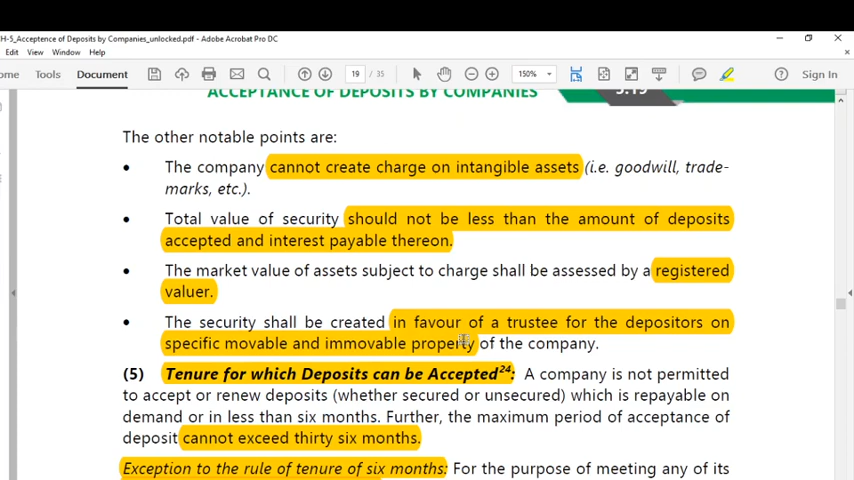 CH-5_Acceptence of Deposits by Companies_unlocked.pdf - Adobe Acrobat Pro DC
Edit View Window Help
ome Tools Document 19 / 35 150% Sign In
ACCEPTANCE OF DEPOSITS BY COMPANIES 5.19
The other notable points are:
• The company cannot create charge on intangible assets (i.e. goodwill, trade-
marks, etc.).
• Total value of security should not be less than the amount of deposits
accepted and interest payable thereon.
• The market value of assets subject to charge shall be assessed by a registered
valuer.
• The security shall be created in favour of a trustee for the depositors on
specific movable and immovable property of the company.
(5) Tenure for which Deposits can be Accepted24: A company is not permitted
to accept or renew deposits (whether secured or unsecured) which is repayable on
demand or in less than six months. Further, the maximum period of acceptance of
deposit cannot exceed thirty six months.
Exception to the rule of tenure of six months: For the purpose of meeting any of its